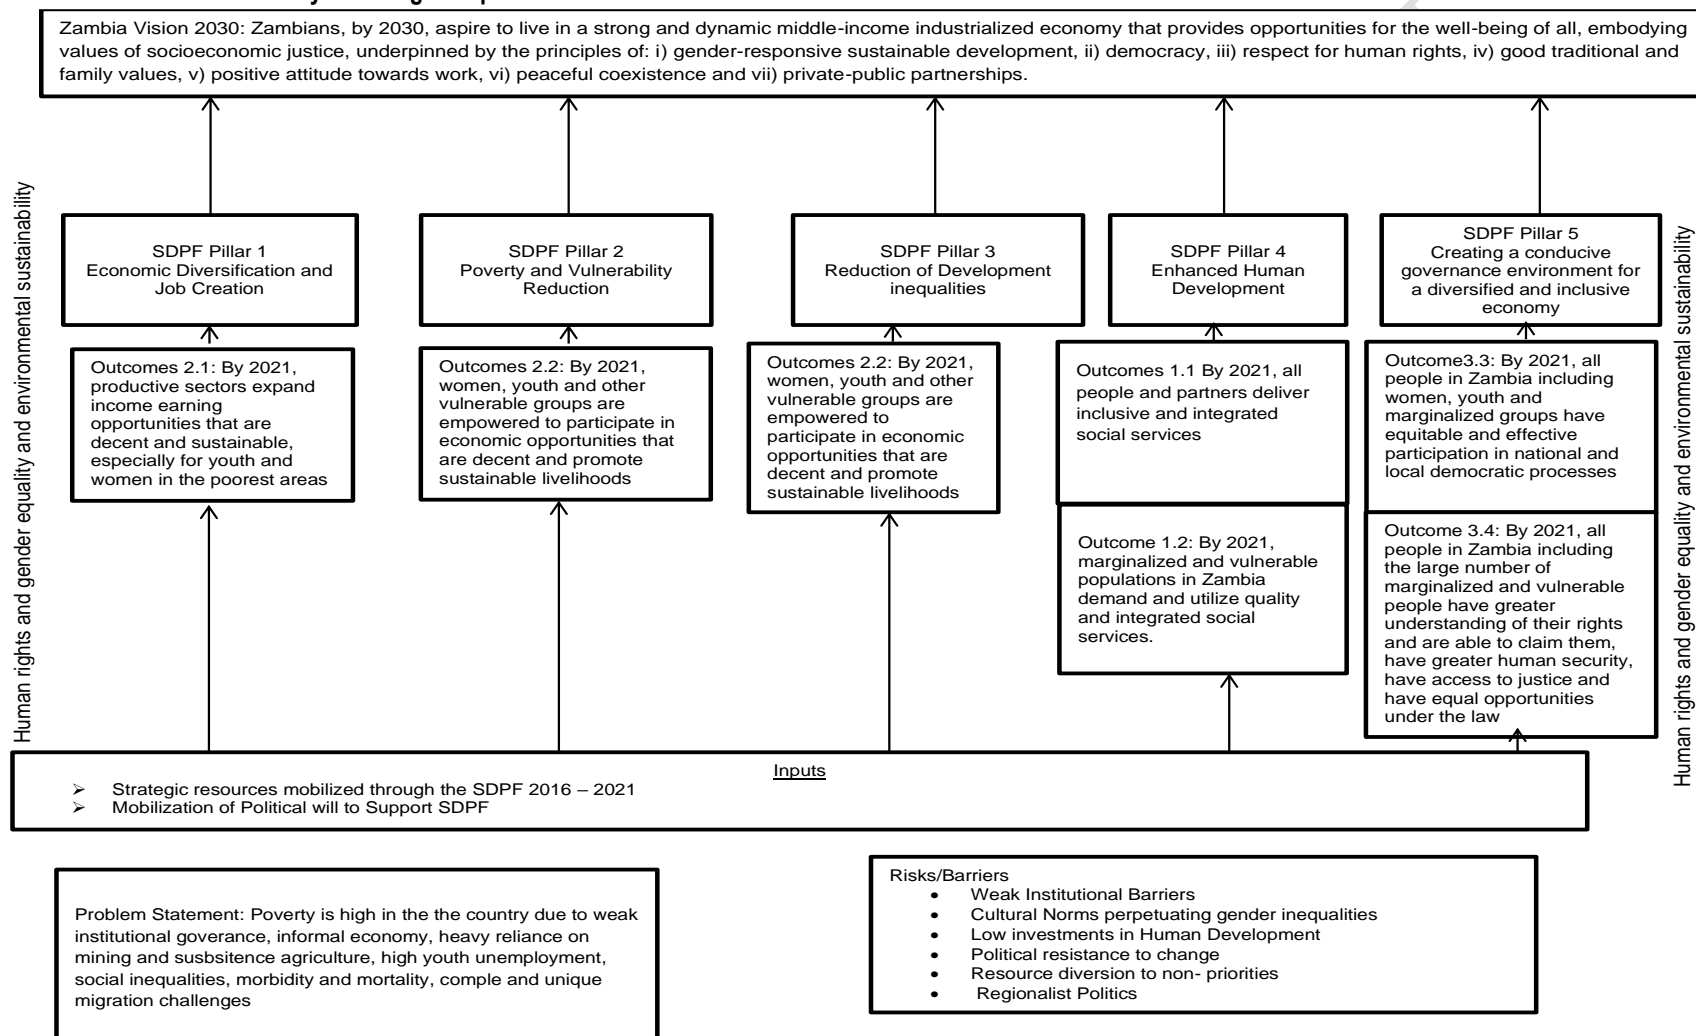 Zambia Vision 2030: Zambians, by 2030, aspire to live in a strong and dynamic middle-income industrialized economy that provides opportunities for the well-being of all, embodying
values of socioeconomic justice, underpinned by the principles of: i) gender-responsive sustainable development, ii) democracy, iii) respect for human rights, iv) good traditional and
family values, v) positive attitude towards work, vi) peaceful coexistence and vii) private-public partnerships.
Human rights and gender equality and environmental sustainability
SDPF Pillar 1
Economic Diversification and
Job Creation
SDPF Pillar 2
Poverty and Vulnerability
Reduction
SDPF Pillar 3
Reduction of Development
inequalities
SDPF Pillar 4
Enhanced Human
Development
SDPF Pillar 5
Creating a conducive
governance environment for
a diversified and inclusive
economy
Human rights and gender equality and environmental sustainability
Outcomes 2.1: By 2021,
productive sectors expand
income earning
opportunities that are
decent and sustainable,
especially for youth and
women in the poorest areas
Outcomes 2.2: By 2021,
women, youth and other
vulnerable groups are
empowered to participate in
economic opportunities that
are decent and promote
sustainable livelihoods
Outcomes 2.2: By 2021,
women, youth and other
vulnerable groups are
empowered to
participate in economic
opportunities that are
decent and promote
sustainable livelihoods
Outcomes 1.1 By 2021, all
people and partners deliver
inclusive and integrated
social services
Outcome 1.2: By 2021,
marginalized and vulnerable
populations in Zambia
demand and utilize quality
and integrated social
services.
Outcome3.3: By 2021, all
people in Zambia including
women, youth and
marginalized groups have
equitable and effective
participation in national and
local democratic processes
Outcome 3.4: By 2021, all
people in Zambia including
the large number of
marginalized and vulnerable
people have greater
understanding of their rights
and are able to claim them,
have greater human security,
have access to justice and
have equal opportunities
under the law
Inputs
➢ Strategic resources mobilized through the SDPF 2016 – 2021
➢ Mobilization of Political will to Support SDPF
Problem Statement: Poverty is high in the the country due to weak
institutional goverance, informal economy, heavy reliance on
mining and susbsitence agriculture, high youth unemployment,
social inequalities, morbidity and mortality, comple and unique
migration challenges
Risks/Barriers
• Weak Institutional Barriers
• Cultural Norms perpetuating gender inequalities
• Low investments in Human Development
• Political resistance to change
• Resource diversion to non- priorities
• Regionalist Politics